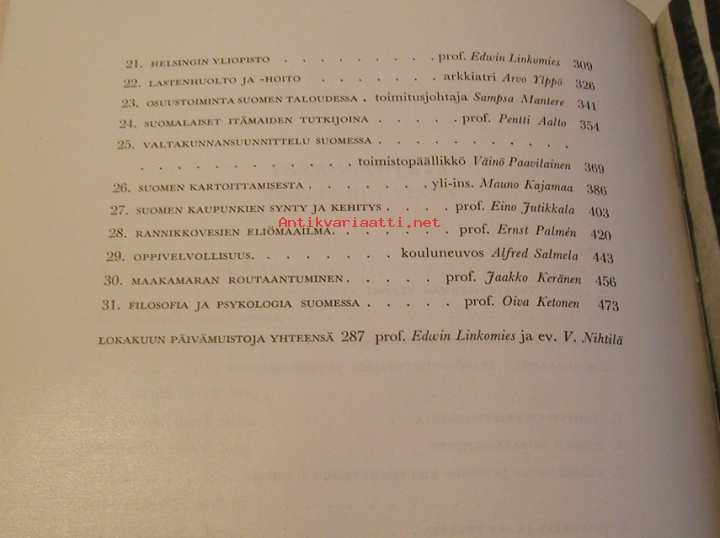 21. HELSINGIN YLIOPISTO . . . . . . . . prof. Edwin Linkomies 309
22. LASTENHUOLTO JA -HOITO . . . . . . arkkiatri Arvo Ylppö 326
23. OSUUSTOIMINTA SUOMEN TALOUDESSA . toimitusjohtaja Sampsa Mantere 341
24. SUOMALAISET ITÄMAIDEN TUTKIJOINA . . . . . prof. Pentti Aalto 354
25. VALTAKUNNANSUUNNITTELU SUOMESSA . . . . . . . .
. . . . . . . . . . . toimistopäällikkö Väinö Paavilainen 369
26. SUOMEN KARTOITTAMISESTA . . . . . . . yli-ins. Mauno Kajamaa 386
27. SUOMEN KAUPUNKIEN SYNTY JA KEHITYS . . . . prof. Eino Jutikkala 403
Antikvariaatti.net
28. RANNIKKOVESIEN ELIÖMAAILMA. . . . . . . . prof. Ernst Palmén 420
29. OPPIVELVOLLISUUS. . . . . . . . kouluneuvos Alfred Salmela 443
30. MAAKAMARAN ROUTAANTUMINEN . . . . . prof. Jaakko Keränen 456
31. FILOSOFIA JA PSYKOLOGIA SUOMESSA . . . . . prof. Oiva Ketonen 473
LOKAKUUN PÄIVÄMUISTOJA YHTEENSÄ 287 prof. Edwin Linkomies ja ev. V. Nihtilä